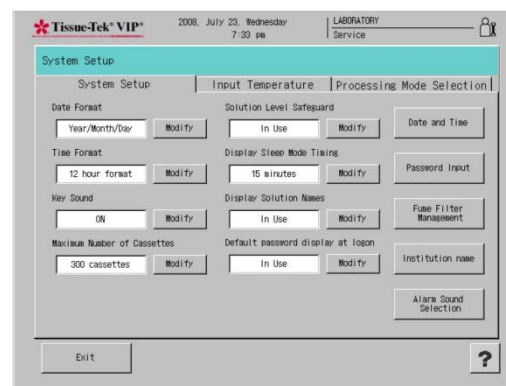 Tissue-Tek® VIP®
2008, July 23, Wednesday
7:33 pm
LABORATORY
Service
System Setup
System Setup
Input Temperature
Processing Mode Selection
Date Format
Year/Month/Day
Modify
Solution Level Safeguard
In Use
Modify
Date and Time
Time Format
12 hour format
Modify
Display Sleep Mode Timing
15 minutes
Modify
Password Input
Key Sound
ON
Modify
Display Solution Names
In Use
Modify
Fume Filter
Management
Maximum Number of Cassettes
300 cassettes
Modify
Default password display at logon
In Use
Modify
Institution name
Alarm Sound
Selection
Exit
?